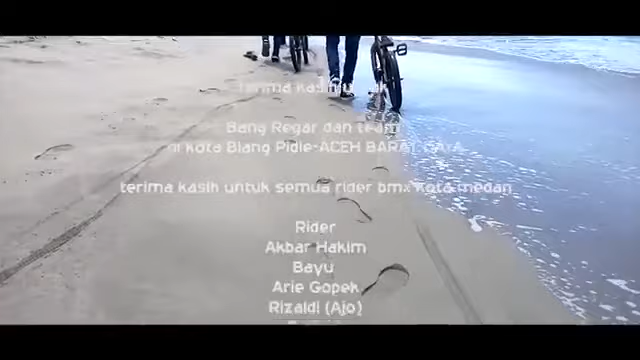 Terima kasih
Bang Regar dan team
di kota Blang Pidie-ACEH BARAT DAYA
terima kasih untuk semua rider bmx kota medan
Rider
Akbar Hakim
Bayu
Arie Gopek
Rizaldi (Ajo)